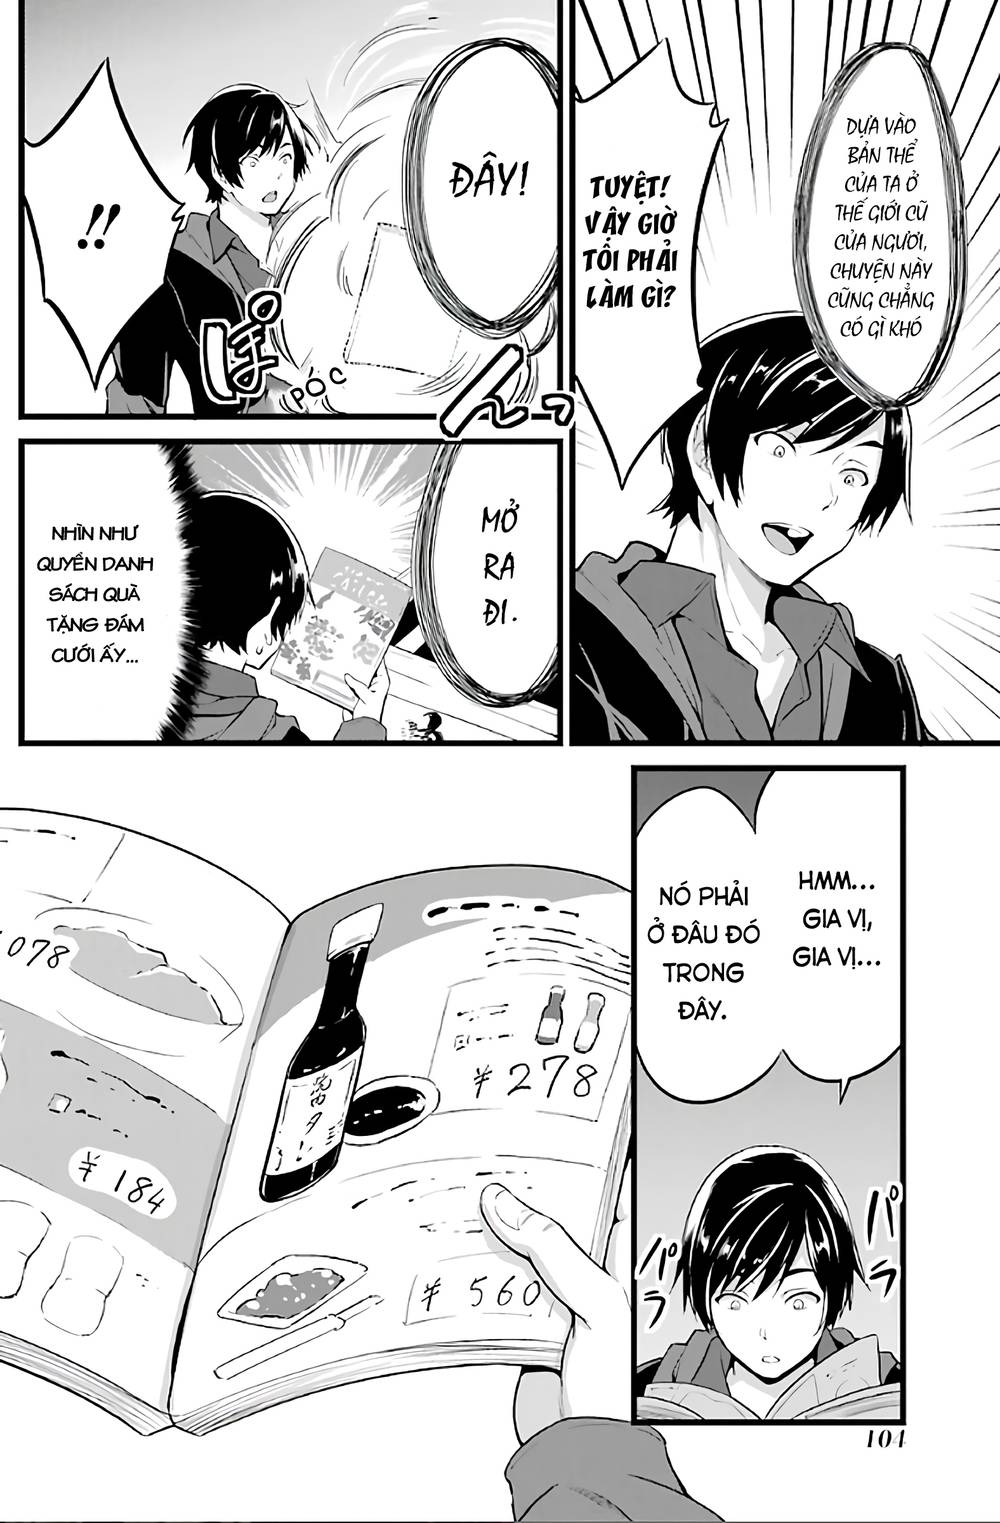 DỰA VÀO
BẢN THỂ
CỦA TA Ở
THẾ GIỚI CŨ
CỦA NGƯƠI,
CHUYỆN NÀY
CŨNG CHẲNG
CÓ GÌ KHÓ
TUYỆT!
VẬY GIỜ
TÔI PHẢI
LÀM GÌ?
ĐÂY!
ぽんっ
PÓC
!!
MỞ
RA
ĐI.
NHÌN NHƯ
QUYỂN DANH
SÁCH QUÀ
TẶNG ĐÁM
CƯỚI ẤY...
HMM...
GIA VỊ,
GIA VỊ...
NÓ PHẢI
Ở ĐÂU ĐÓ
TRONG
ĐÂY.
パラ
パラ
078
¥184
¥278
¥560
104